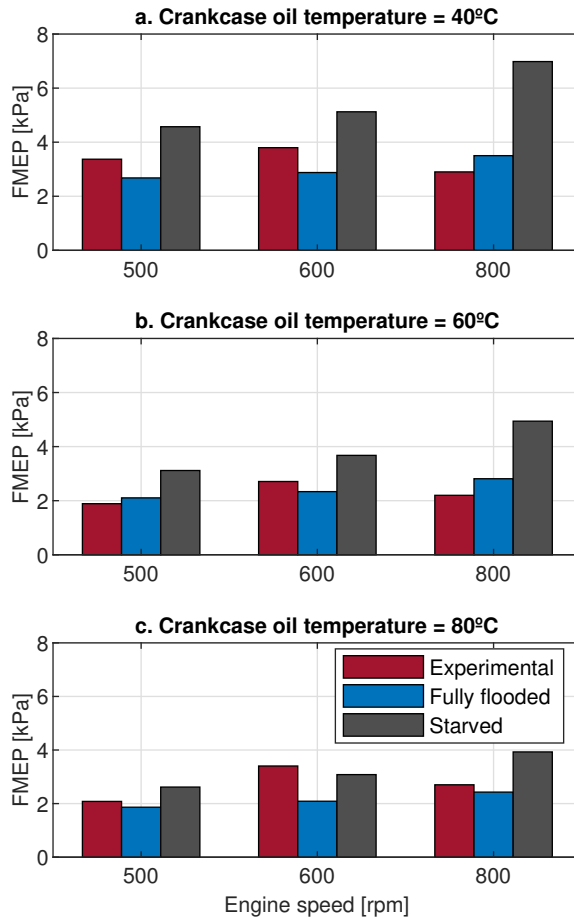 a. Crankcase oil temperature = 40ºC
8
6
4
2
0
FMEP [kPa]
500 600 800
b. Crankcase oil temperature = 60ºC
8
6
4
2
0
FMEP [kPa]
500 600 800
c. Crankcase oil temperature = 80ºC
8
6
4
2
0
FMEP [kPa]
Experimental
Fully flooded
Starved
500 600 800
Engine speed [rpm]